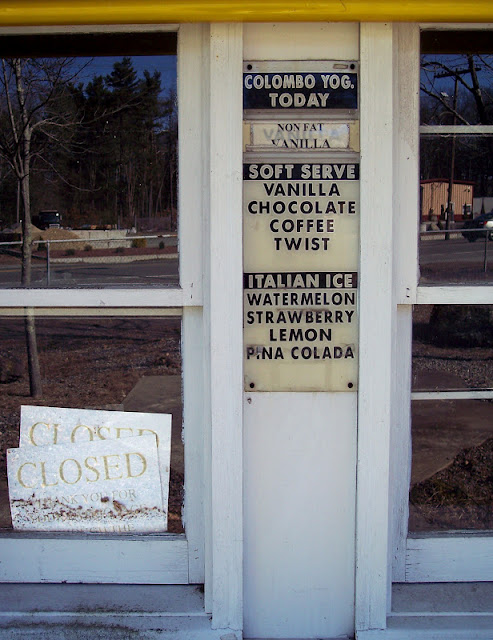 COLOMBO YOG.
TODAY
NON FAT
VANILLA
SOFT SERVE
VANILLA
CHOCOLATE
COFFEE
TWIST
ITALIAN ICE
WATERMELON
STRAWBERRY
LEMON
PINA COLADA
CLOSED
CLOSED
THANK YOU FOR